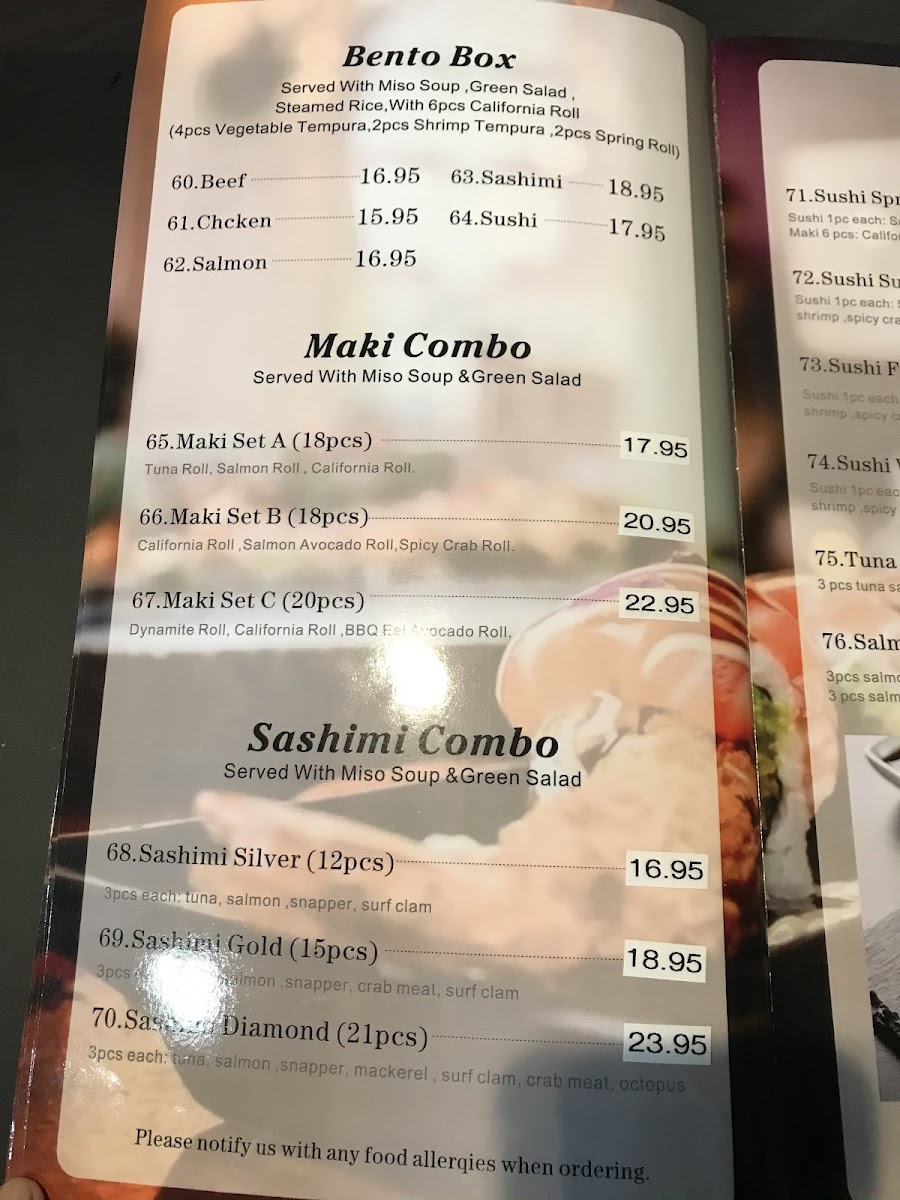 Bento Box
Served With Miso Soup ,Green Salad ,
Steamed Rice,With 6pcs California Roll
(4pcs Vegetable Tempura,2pcs Shrimp Tempura ,2pcs Spring Roll)
60.Beef 16.95 63.Sashimi 18.95
61.Chcken 15.95 64.Sushi 17.95
62.Salmon 16.95
Maki Combo
Served With Miso Soup &Green Salad
65.Maki Set A (18pcs) 17.95
Tuna Roll, Salmon Roll , California Roll.
66.Maki Set B (18pcs) 20.95
California Roll ,Salmon Avocado Roll,Spicy Crab Roll.
67.Maki Set C (20pcs) 22.95
Dynamite Roll, California Roll ,BBQ Eel Avocado Roll.
Sashimi Combo
Served With Miso Soup &Green Salad
68.Sashimi Silver (12pcs) 16.95
3pcs each: tuna, salmon ,snapper, surf clam
69.Sashimi Gold (15pcs) 18.95
3pcs salmon ,snapper, crab meat, surf clam
70.Sashimi Diamond (21pcs) 23.95
3pcs each: tuna, salmon ,snapper, mackerel , surf clam, crab meat, octopus
Please notify us with any food allerqies when ordering.
71.Sushi
Sushi 1pc each:
Maki 6 pcs:
72.Sushi
Sushi 1pc each:
shrimp ,spicy
73.Sushi
Sushi 1pc each
shrimp ,spicy
74.Sushi
Sushi 1pc
shrimp ,spicy
75.Tuna
3 pcs tuna
76.
3pcs
3 pcs